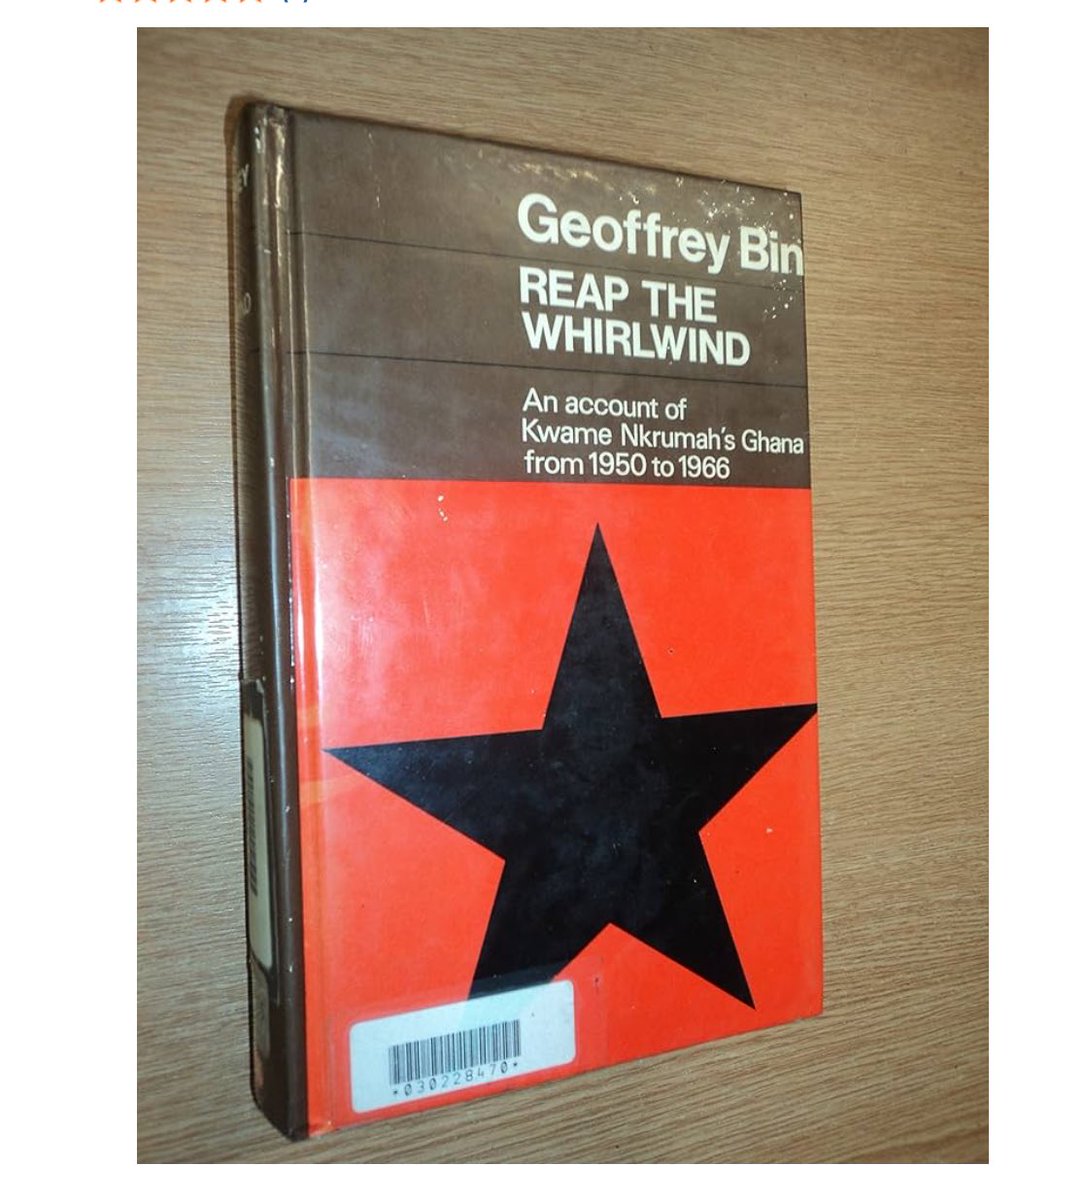 Geoffrey Bin
REAP THE
WHIRLWIND
An account of
Kwame Nkrumah's Ghana
from 1950 to 1966
*030228470*